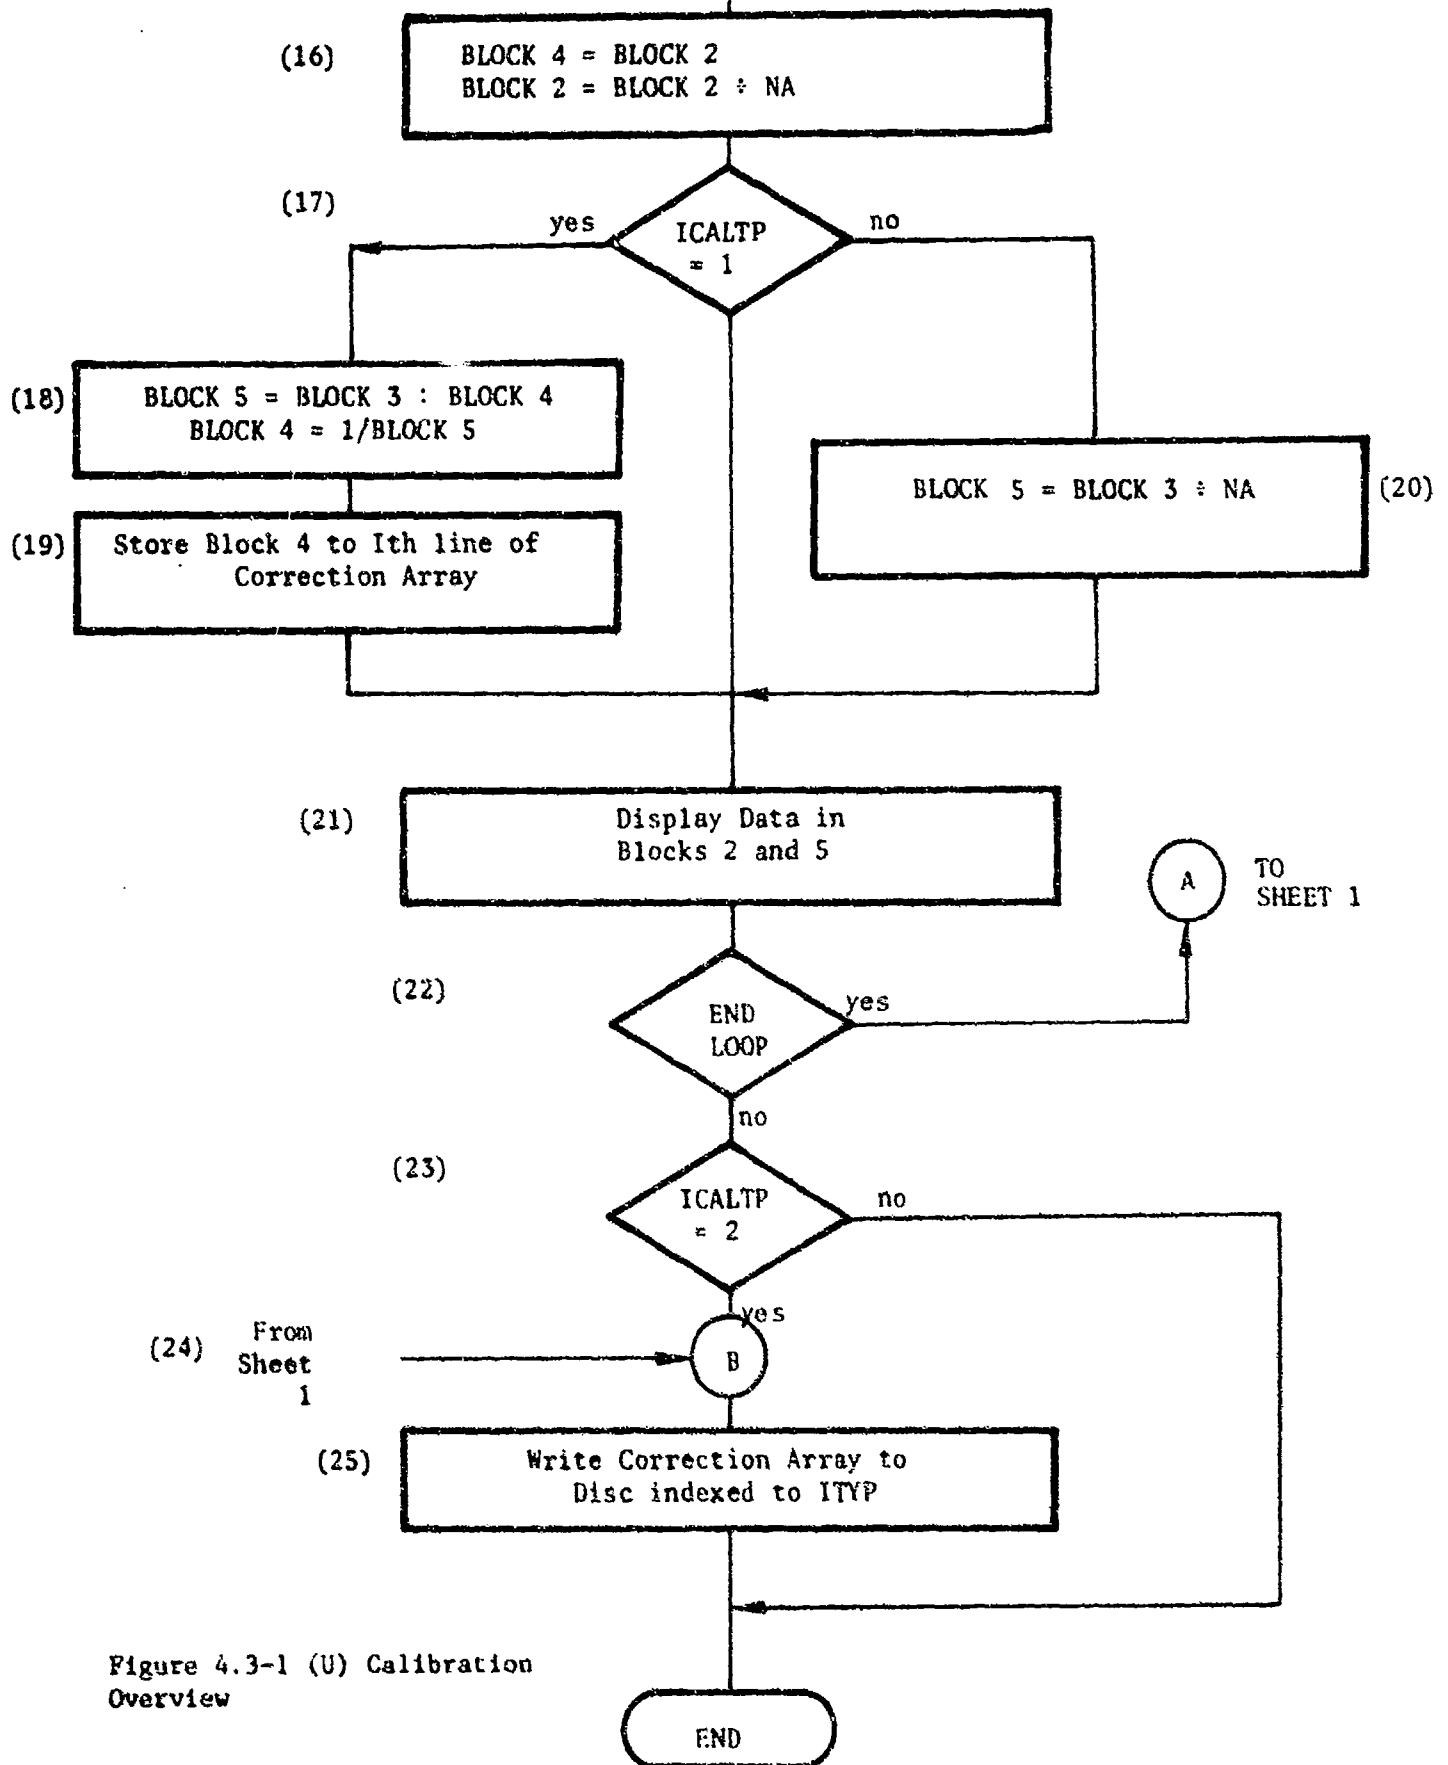 (16)
BLOCK 4 = BLOCK 2
BLOCK 2 = BLOCK 2 ÷ NA
(17)
yes
ICALTP
= 1
no
(18)
BLOCK 5 = BLOCK 3 : BLOCK 4
BLOCK 4 = 1/BLOCK 5
BLOCK 5 = BLOCK 3 ÷ NA
(20)
(19)
Store Block 4 to Ith line of
Correction Array
(21)
Display Data in
Blocks 2 and 5
A
TO
SHEET 1
(22)
END
LOOP
yes
no
(23)
ICALTP
= 2
no
yes
(24)
From
Sheet
1
B
(25)
Write Correction Array to
Disc indexed to ITYP
Figure 4.3-1 (U) Calibration
Overview
END